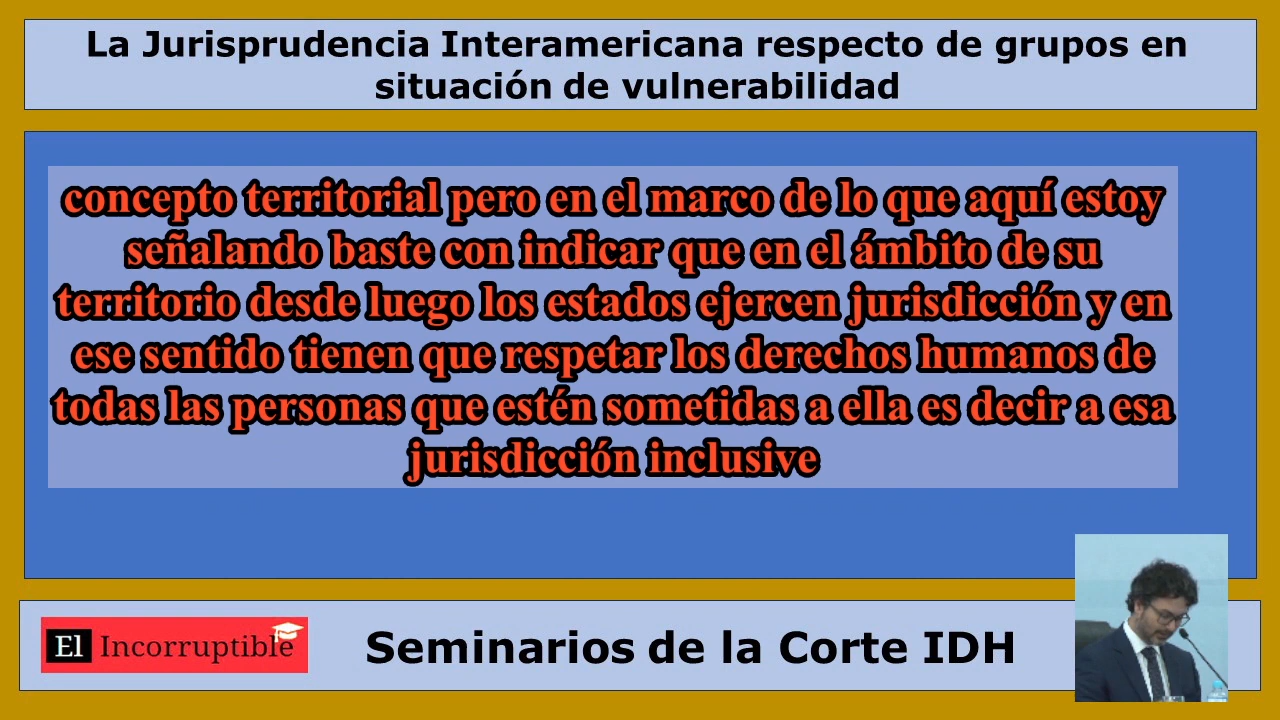 La Jurisprudencia Interamericana respecto de grupos en
situación de vulnerabilidad
concepto territorial pero en el marco de lo que aquí estoy
señalando baste con indicar que en el ámbito de su
territorio desde luego los estados ejercen jurisdicción y en
ese sentido tienen que respetar los derechos humanos de
todas las personas que estén sometidas a ella es decir a esa
jurisdicción inclusive
El Incorruptible
Seminarios de la Corte IDH